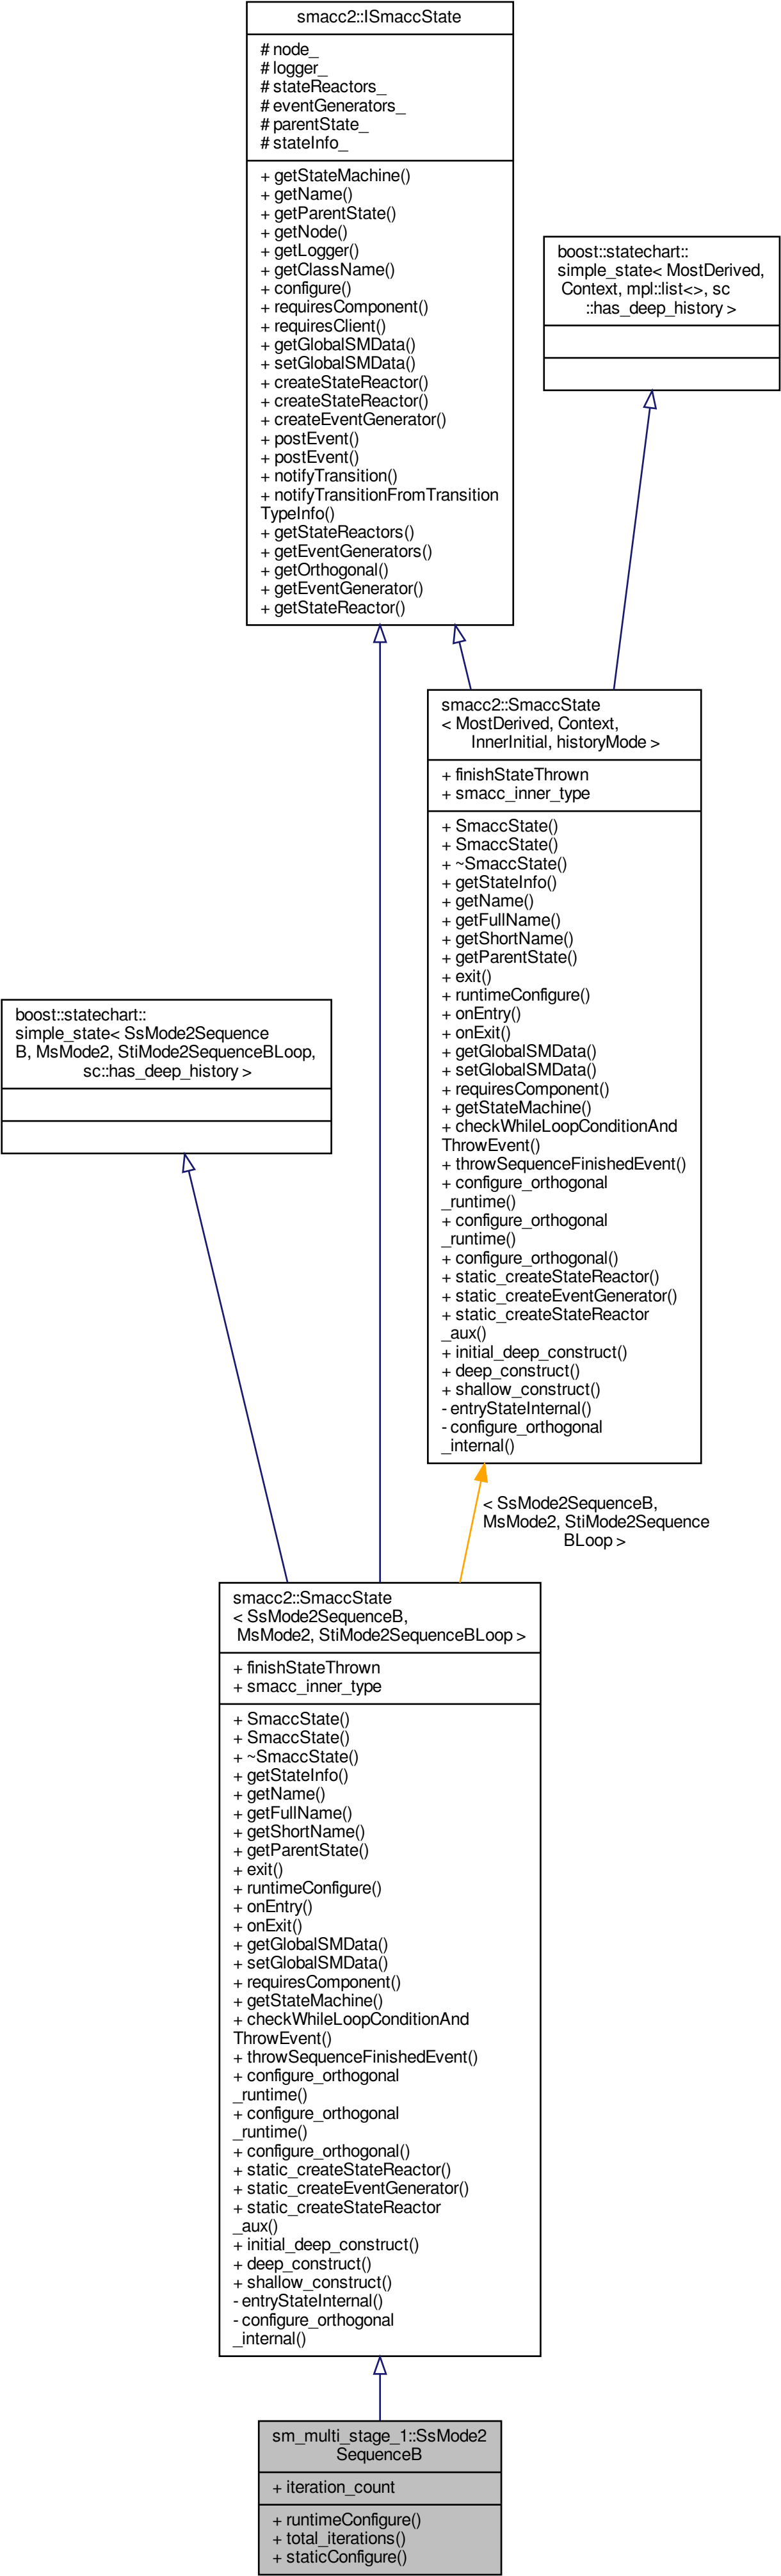 smacc2::ISmaccState
# node_
# logger_
# stateReactors_
# eventGenerators_
# parentState_
# stateInfo_
+ getStateMachine()
+ getName()
+ getParentState()
+ getNode()
+ getLogger()
+ getClassName()
+ configure()
+ requiresComponent()
+ requiresClient()
+ getGlobalSMData()
+ setGlobalSMData()
+ createStateReactor()
+ createStateReactor()
+ createEventGenerator()
+ postEvent()
+ postEvent()
+ notifyTransition()
+ notifyTransitionFromTransition
TypeInfo()
+ getStateReactors()
+ getEventGenerators()
+ getOrthogonal()
+ getEventGenerator()
+ getStateReactor()
boost::statechart::
simple_state< MostDerived,
Context, mpl::list<>, sc
::has_deep_history >
smacc2::SmaccState
< MostDerived, Context,
InnerInitial, historyMode >
+ finishStateThrown
+ smacc_inner_type
+ SmaccState()
+ SmaccState()
+ ~SmaccState()
+ getStateInfo()
+ getName()
+ getFullName()
+ getShortName()
+ getParentState()
+ exit()
+ runtimeConfigure()
+ onEntry()
+ onExit()
+ getGlobalSMData()
+ setGlobalSMData()
+ requiresComponent()
+ getStateMachine()
+ checkWhileLoopConditionAnd
ThrowEvent()
+ throwSequenceFinishedEvent()
+ configure_orthogonal
_runtime()
+ configure_orthogonal
_runtime()
+ configure_orthogonal()
+ static_createStateReactor()
+ static_createEventGenerator()
+ static_createStateReactor
_aux()
+ initial_deep_construct()
+ deep_construct()
+ shallow_construct()
- entryStateInternal()
- configure_orthogonal
_internal()
boost::statechart::
simple_state< SsMode2Sequence
B, MsMode2, StiMode2SequenceBLoop,
sc::has_deep_history >
< SsMode2SequenceB,
MsMode2, StiMode2Sequence
BLoop >
smacc2::SmaccState
< SsMode2SequenceB,
MsMode2, StiMode2SequenceBLoop >
+ finishStateThrown
+ smacc_inner_type
+ SmaccState()
+ SmaccState()
+ ~SmaccState()
+ getStateInfo()
+ getName()
+ getFullName()
+ getShortName()
+ getParentState()
+ exit()
+ runtimeConfigure()
+ onEntry()
+ onExit()
+ getGlobalSMData()
+ setGlobalSMData()
+ requiresComponent()
+ getStateMachine()
+ checkWhileLoopConditionAnd
ThrowEvent()
+ throwSequenceFinishedEvent()
+ configure_orthogonal
_runtime()
+ configure_orthogonal
_runtime()
+ configure_orthogonal()
+ static_createStateReactor()
+ static_createEventGenerator()
+ static_createStateReactor
_aux()
+ initial_deep_construct()
+ deep_construct()
+ shallow_construct()
- entryStateInternal()
- configure_orthogonal
_internal()
sm_multi_stage_1::SsMode2
SequenceB
+ iteration_count
+ runtimeConfigure()
+ total_iterations()
+ staticConfigure()